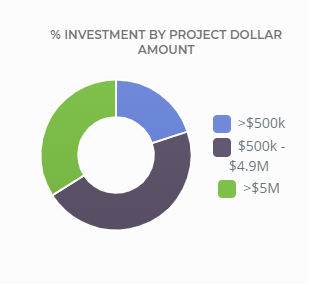 % INVESTMENT BY PROJECT DOLLAR
AMOUNT
>$500k
$500k -
$4.9M
>$5M